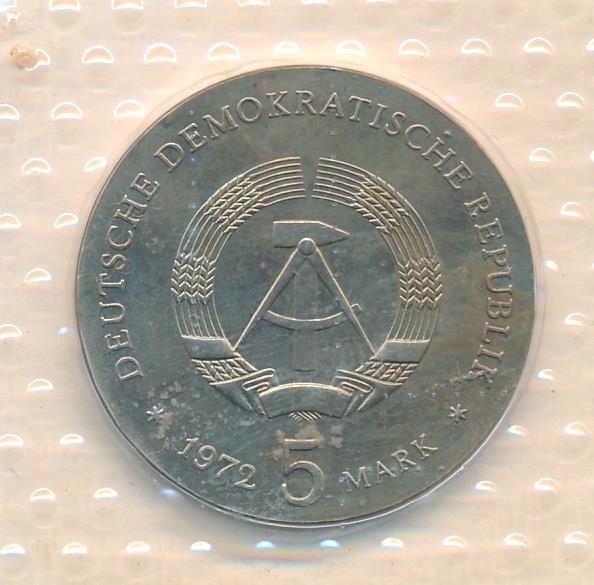 DEUTSCHE DEMOKRATISCHE REPUBLIK
* 1972 5 MARK *